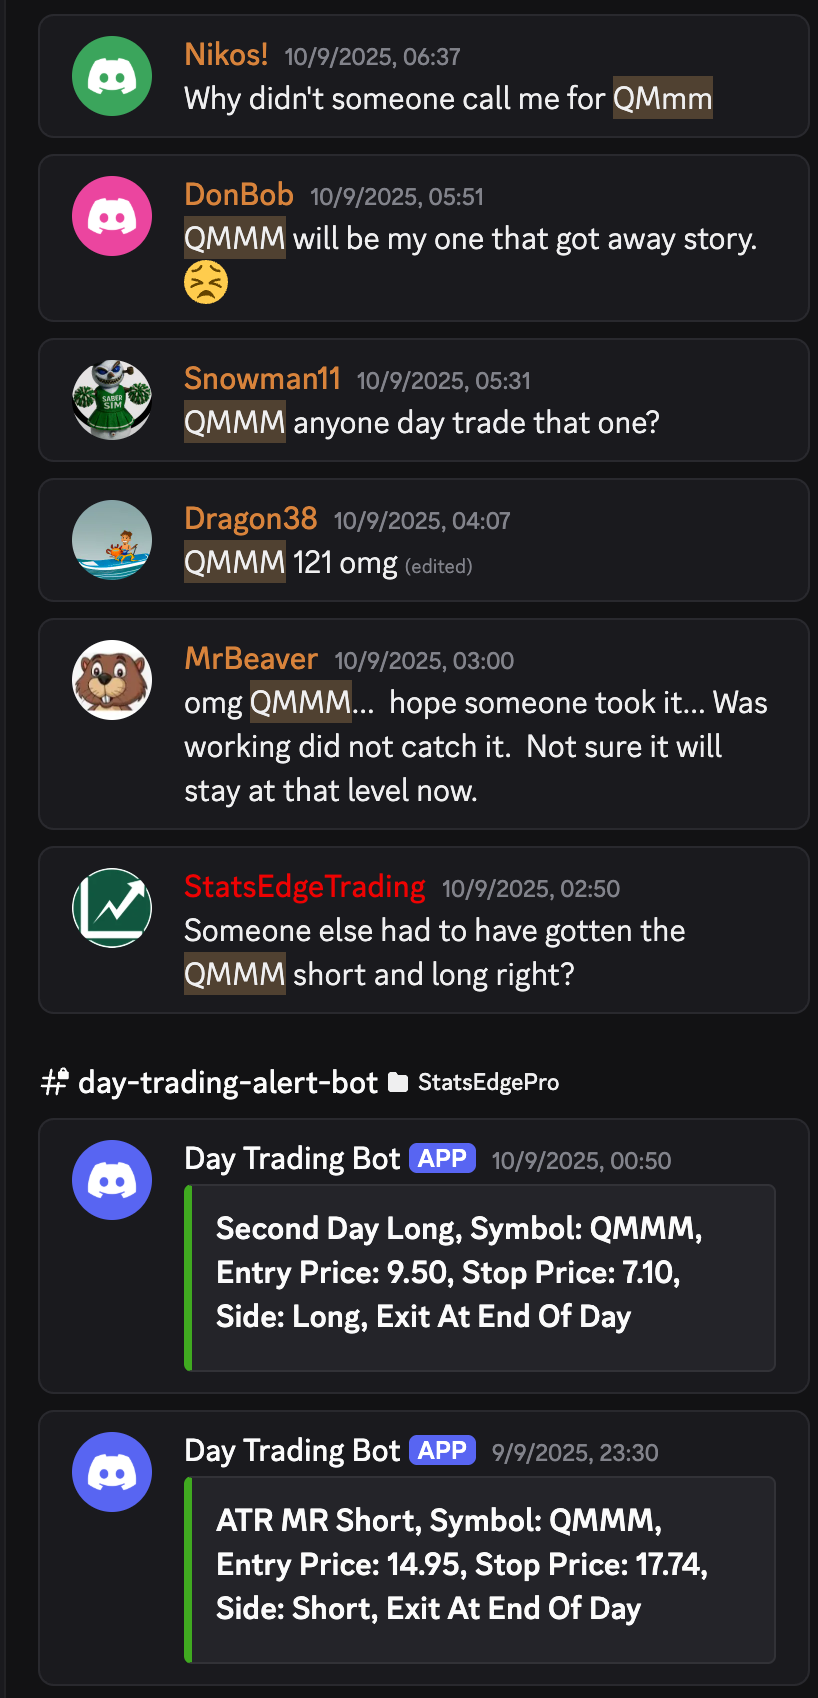 Nikos! 10/9/2025, 06:37
Why didn't someone call me for QMmm
DonBob 10/9/2025, 05:51
QMMM will be my one that got away story.
😣
SABER
SIM
Snowman11 10/9/2025, 05:31
QMMM anyone day trade that one?
Dragon38 10/9/2025, 04:07
QMMM 121 omg (edited)
MrBeaver 10/9/2025, 03:00
omg QMMM...  hope someone took it... Was
working did not catch it.  Not sure it will
stay at that level now.
StatsEdgeTrading 10/9/2025, 02:50
Someone else had to have gotten the
QMMM short and long right?
# day-trading-alert-bot StatsEdgePro
Day Trading Bot APP 10/9/2025, 00:50
Second Day Long, Symbol: QMMM,
Entry Price: 9.50, Stop Price: 7.10,
Side: Long, Exit At End Of Day
Day Trading Bot APP 9/9/2025, 23:30
ATR MR Short, Symbol: QMMM,
Entry Price: 14.95, Stop Price: 17.74,
Side: Short, Exit At End Of Day